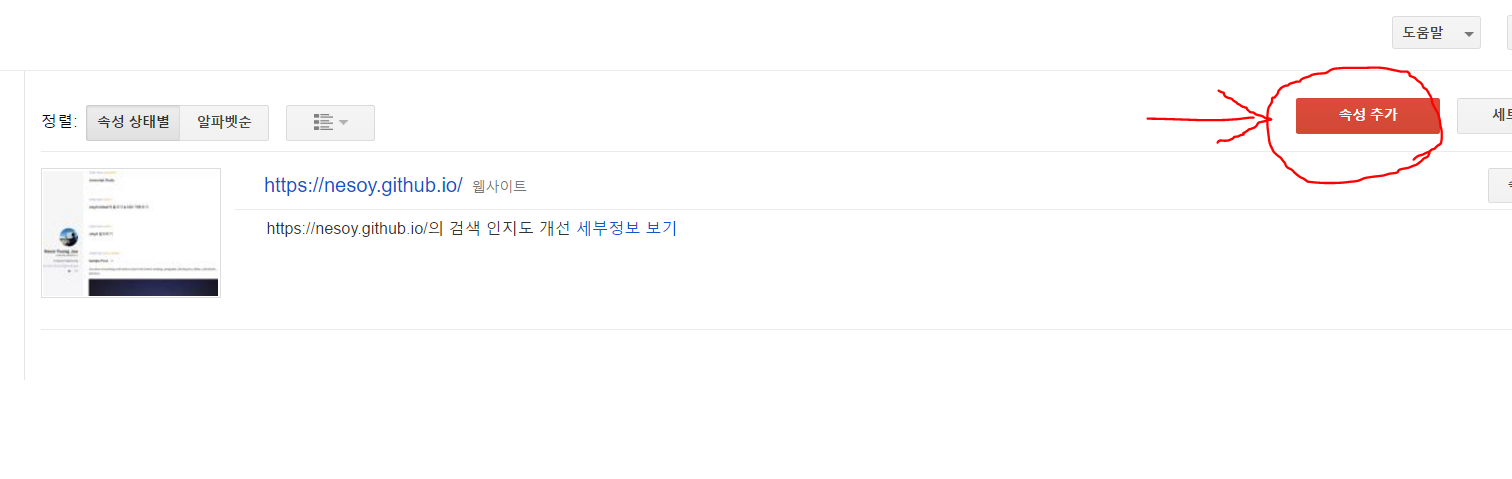 도움말
정렬: 속성 상태별 알파벳순
속성 추가
https://nesoy.github.io/ 웹사이트
https://nesoy.github.io/의 검색 인지도 개선 세부정보 보기